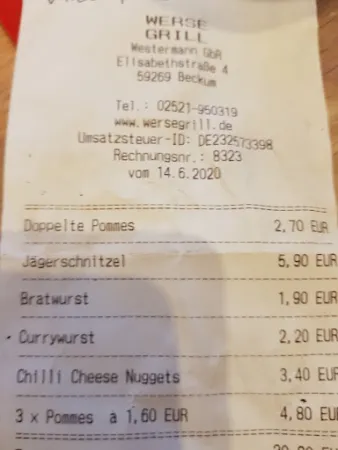 WERSE
GRILL
Westermann GbR
Elisabethstraße 4
59269 Beckum
Tel.: 02521-950319
www.wersegrill.de
Umsatzsteuer-ID: DE232573398
Rechnungsnr.: 8323
vom 14.6.2020
Doppelte Pommes 2,70 EUR
Jägerschnitzel 5,90 EUR
Bratwurst 1,90 EUR
Currywurst 2,20 EUR
Chilli Cheese Nuggets 3,40 EUR
3 x Pommes a 1,60 EUR 4,80 EUR